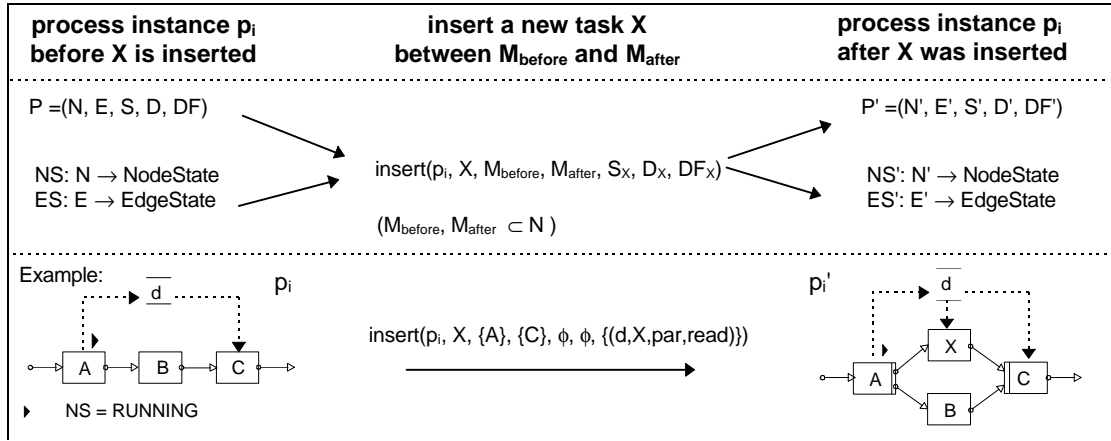 process instance pi
before X is inserted
insert a new task X
between Mbefore and Mafter
process instance pi
after X was inserted
P =(N, E, S, D, DF)
P' =(N', E', S', D', DF')
insert(pi, X, Mbefore, Mafter, SX, DX, DFX)
NS: N → NodeState
ES: E → EdgeState
NS': N' → NodeState
ES': E' → EdgeState
(Mbefore, Mafter ⊂ N )
Example:
d
pi
A
B
C
NS = RUNNING
insert(pi, X, {A}, {C}, ϕ, ϕ, {(d,X,par,read)})
pi'
d
X
A
C
B